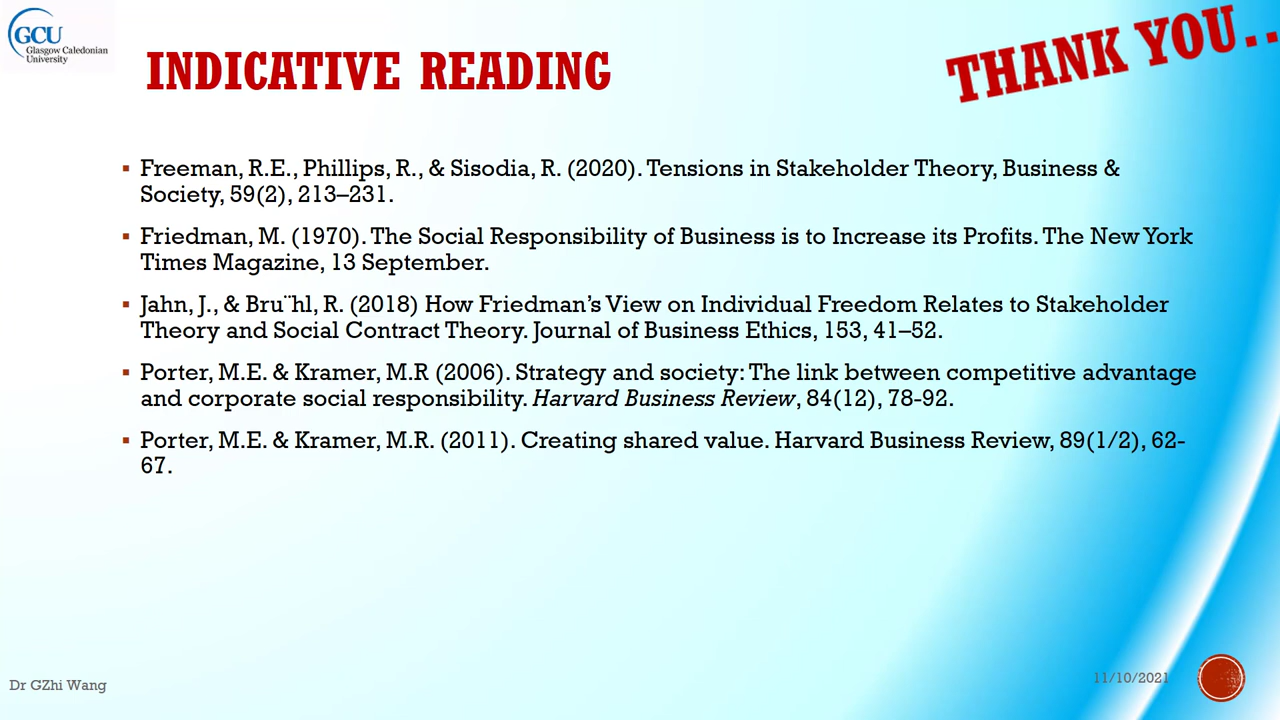 GCU
Glasgow Caledonian
University
INDICATIVE READING
THANK YOU..
▪ Freeman, R.E., Phillips, R., & Sisodia, R. (2020). Tensions in Stakeholder Theory, Business &
Society, 59(2), 213–231.
▪ Friedman, M. (1970). The Social Responsibility of Business is to Increase its Profits. The New York
Times Magazine, 13 September.
▪ Jahn, J., & Bru¨hl, R. (2018) How Friedman’s View on Individual Freedom Relates to Stakeholder
Theory and Social Contract Theory. Journal of Business Ethics, 153, 41–52.
▪ Porter, M.E. & Kramer, M.R (2006). Strategy and society: The link between competitive advantage
and corporate social responsibility. Harvard Business Review, 84(12), 78-92.
▪ Porter, M.E. & Kramer, M.R. (2011). Creating shared value. Harvard Business Review, 89(1/2), 62-
67.
Dr GZhi Wang
11/10/2021